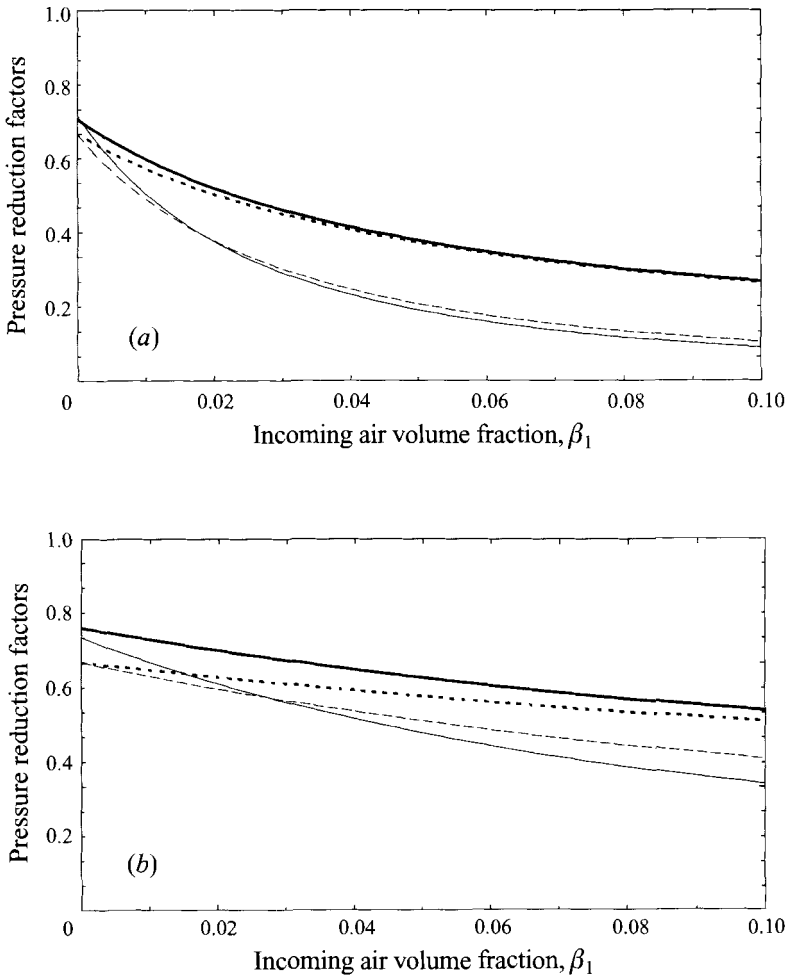 1.0
0.8
0.6
0.4
0.2
Pressure reduction factors
(a)
0 0.02 0.04 0.06 0.08 0.10
Incoming air volume fraction, β1
1.0
0.8
0.6
0.4
0.2
Pressure reduction factors
(b)
0 0.02 0.04 0.06 0.08 0.10
Incoming air volume fraction, β1